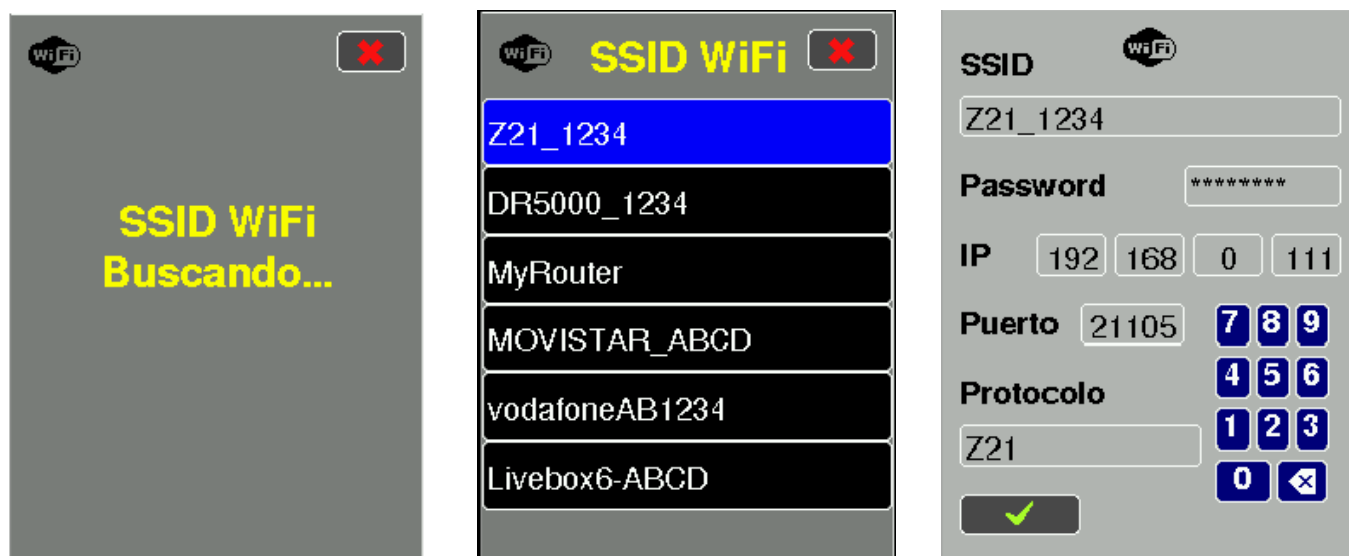 WiFi
SSID WiFi
Buscando...
WiFi
SSID WiFi
Z21_1234
DR5000_1234
MyRouter
MOVISTAR_ABCD
vodafoneAB1234
Livebox6-ABCD
WiFi
SSID
Z21_1234
Password ********
IP 192 168 0 111
Puerto 21105
7 8 9
4 5 6
Protocolo
1 2 3
Z21
0